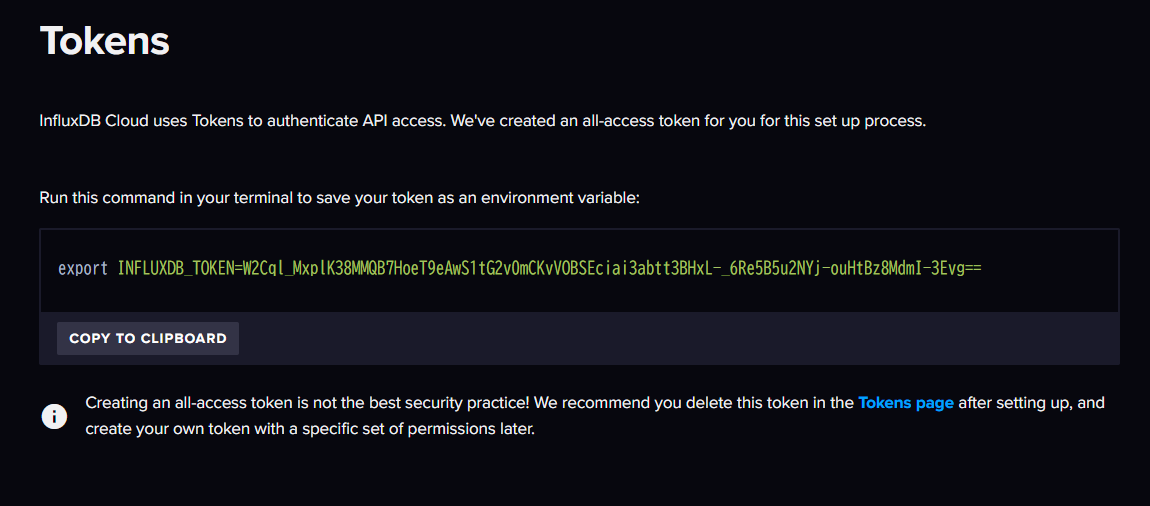 Tokens
InfluxDB Cloud uses Tokens to authenticate API access. We've created an all-access token for you for this set up process.
Run this command in your terminal to save your token as an environment variable:
export INFLUXDB_TOKEN=W2Cql_MxplK38MMQB7HoeT9eAwS1tG2vOmCKvVOBSEciai3abtt3BHxL-_6Re5B5u2NYj-ouHtBz8MdmI-3Evg==
COPY TO CLIPBOARD
Creating an all-access token is not the best security practice! We recommend you delete this token in the Tokens page after setting up, and
create your own token with a specific set of permissions later.